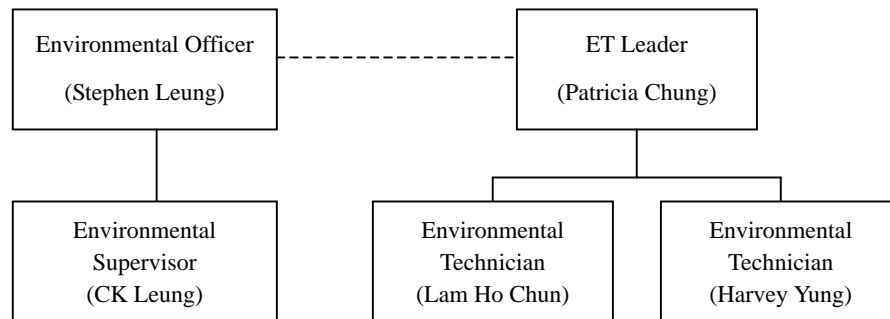 Environmental Officer
(Stephen Leung)
ET Leader
(Patricia Chung)
Environmental
Supervisor
(CK Leung)
Environmental
Technician
(Lam Ho Chun)
Environmental
Technician
(Harvey Yung)